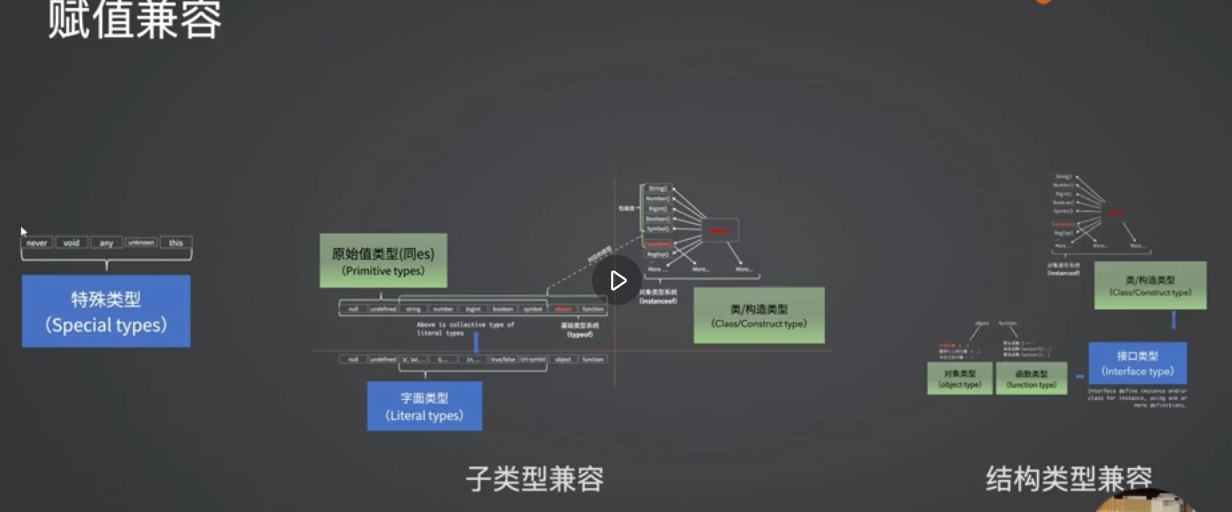 赋值兼容
never void any unknown this
特殊类型
(Special types)
原始值类型(同es)
(Primitive types)
null undefined string number bigint boolean symbol object function
Above is collective type of
literal types
基础类型系统
(typeof)
null undefined true/false object function
字面类型
(Literal types)
String()
Number()
BigInt()
Boolean()
Symbol()
Function()
RegExp()
More... More... More...
对象类型系统
(instanceof)
类/构造类型
(Class/Construct type)
子类型兼容
String()
Number()
BigInt()
Boolean()
Symbol()
Function()
RegExp()
More... More... More...
对象类型系统
(instanceof)
类/构造类型
(Class/Construct type)
object function
对象类型
(object type)
函数类型
(function type)
接口类型
(Interface type)
Interface define instance and/or
class for instance, using one or
more definitions.
结构类型兼容